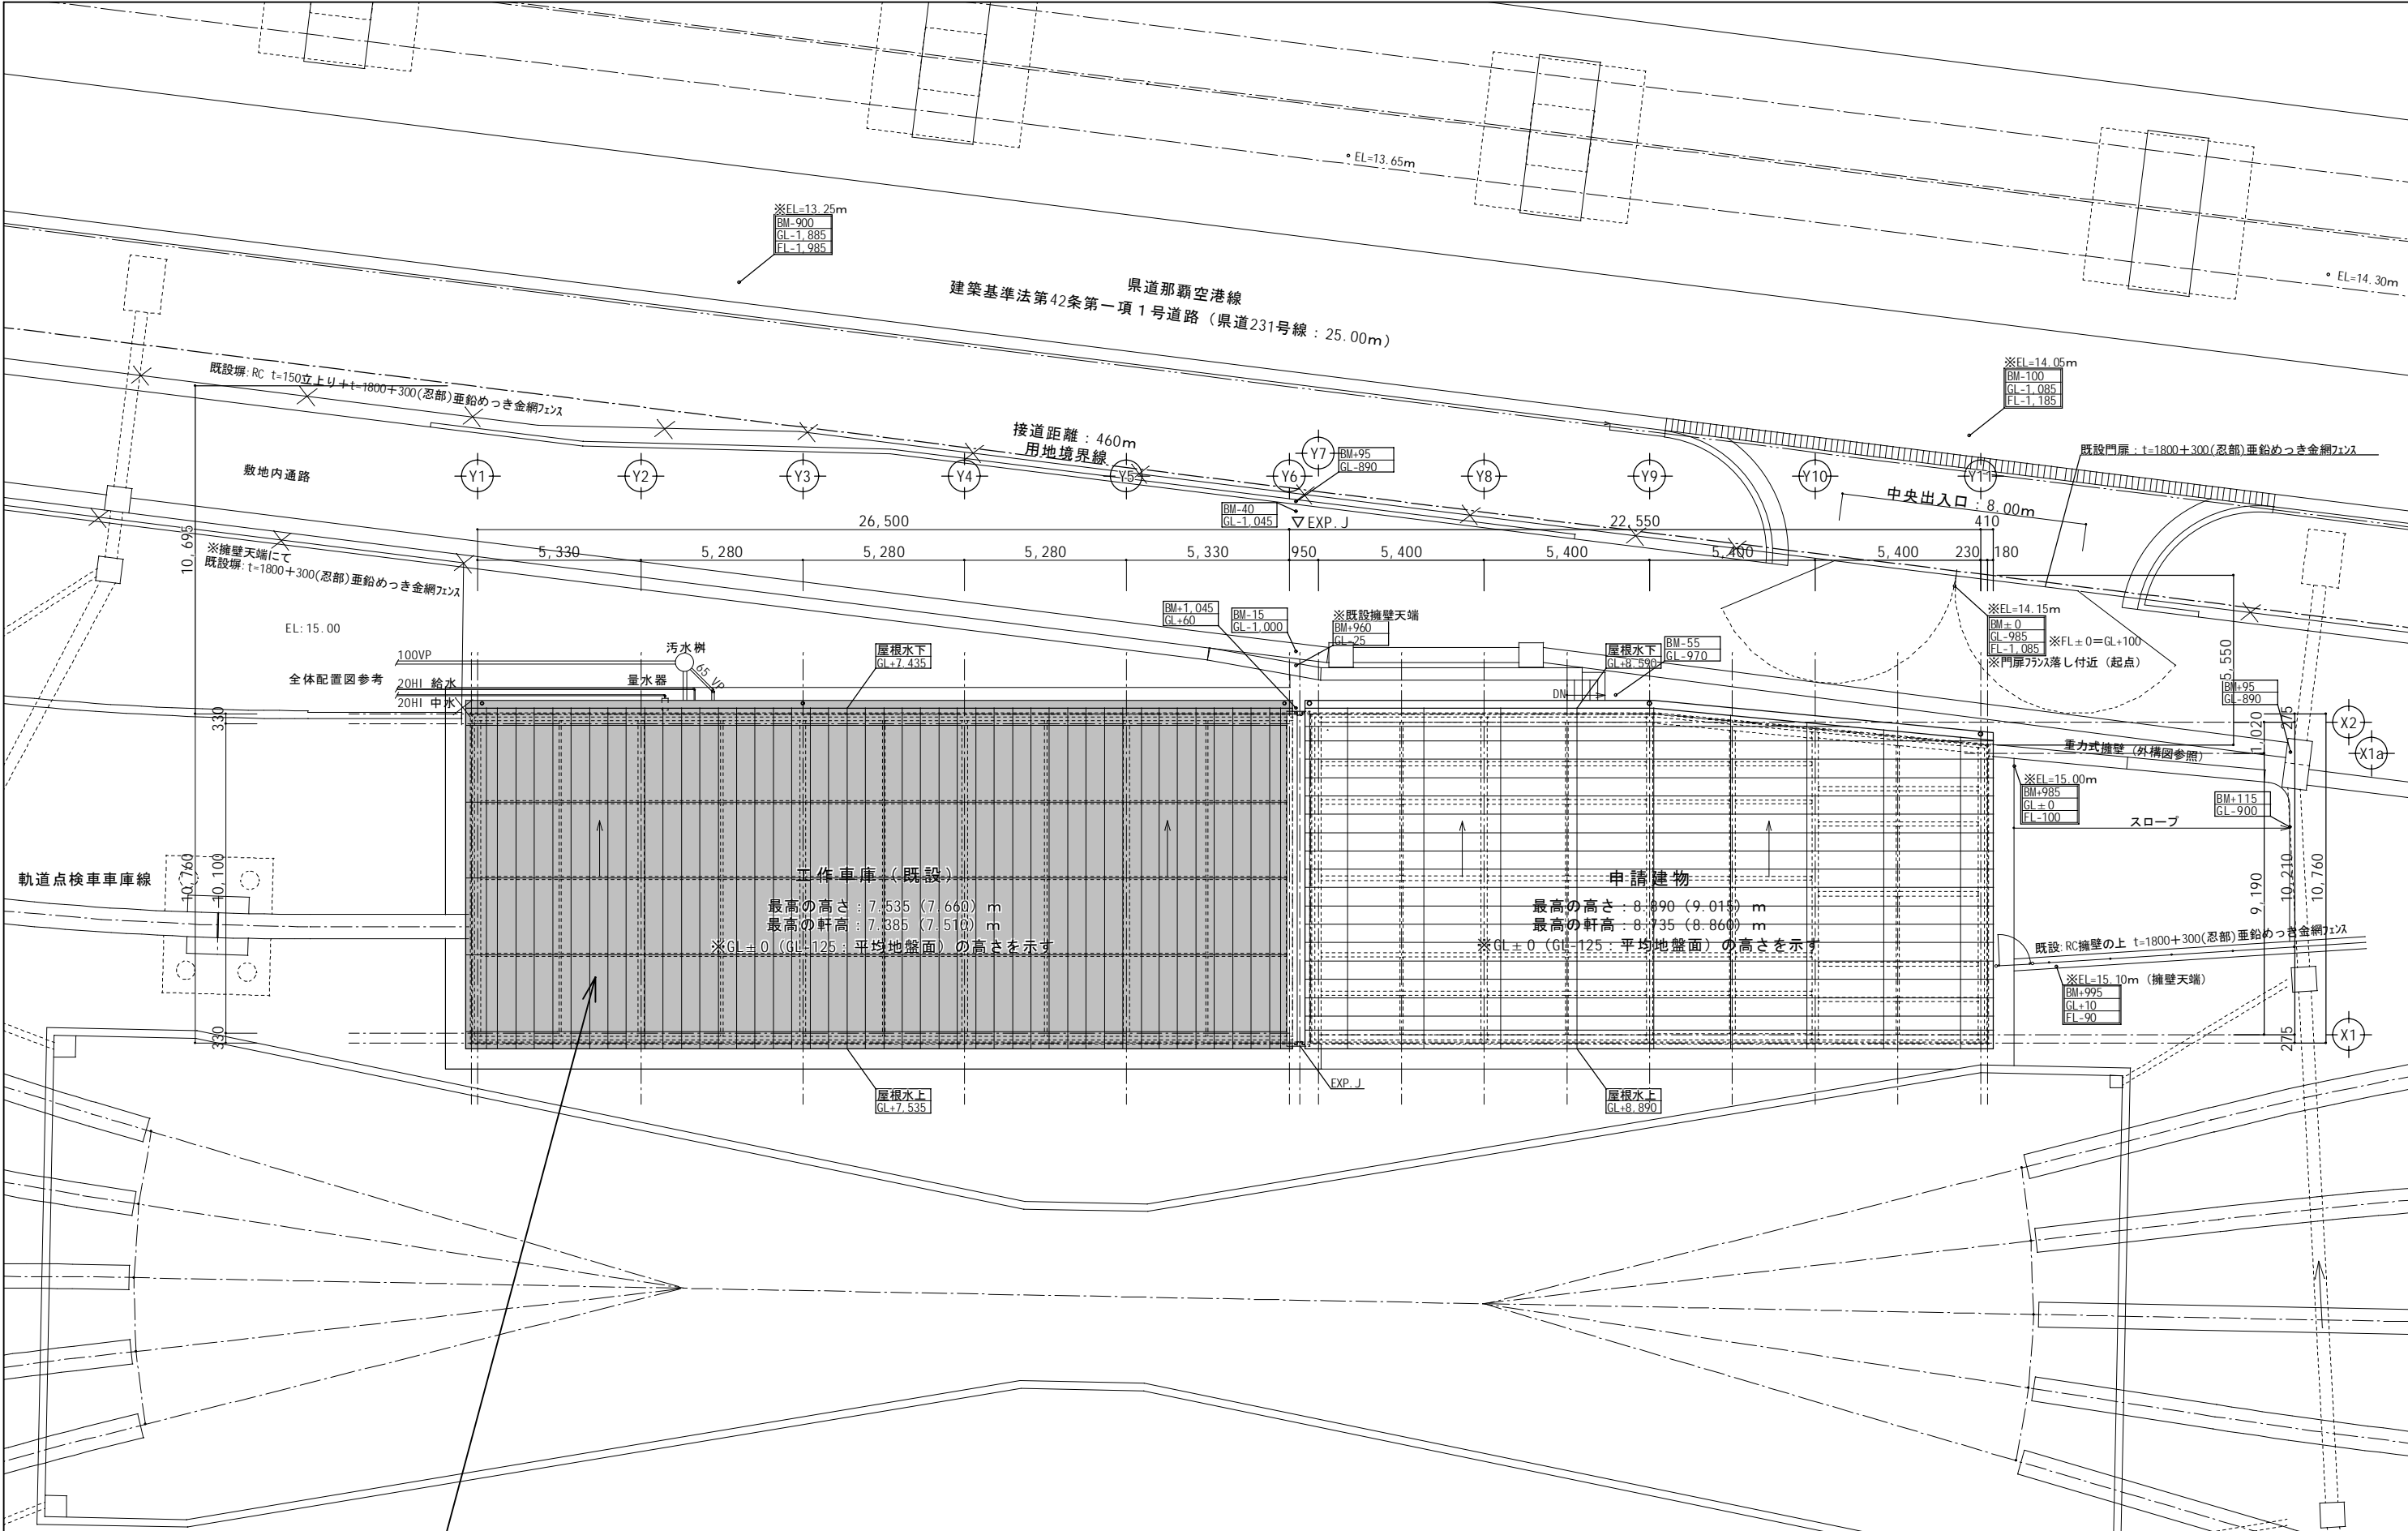 EL=13.65m
EL=14.30m
※EL=13.25m
BM-900
GL-1,885
FL-1,985
県道那覇空港線
建築基準法第42条第一項１号道路（県道231号線：25.00m）
※EL=14.05m
BM-100
GL-1,085
FL-1,185
既設塀:RC t=150立上り＋t=1800＋300(忍部)亜鉛めっき金網フェンス
接道距離：460m
用地境界線
既設門扉：t=1800＋300(忍部)亜鉛めっき金網フェンス
敷地内通路
Y1
Y2
Y3
Y4
Y5
Y6
Y7
Y8
Y9
Y10
Y11
BM+95
GL-890
中央出入口：8.00m
BM-40
GL-1,045
EXP.J
26,500
22,550
410
5,330
5,280
5,280
5,280
5,330
950
5,400
5,400
5,400
5,400
230
180
10,695
※擁壁天端にて
既設塀:t=1800＋300(忍部)亜鉛めっき金網フェンス
EL:15.00
BM+1,045
GL+60
BM-15
GL-1,000
※既設擁壁天端
BM+960
GL-25
※EL=14.15m
BM±0
GL-985
FL-1,085
※FL±0＝GL+100
※門扉フランス落し付近（起点）
5,550
汚水桝
100VP
65 VP
屋根水下
GL+7.435
屋根水下
GL+8.590
BM-55
GL-970
全体配置図参考
20HI 給水
量水器
20HI 中水
DN
BM+95
GL-890
330
275
X2
1,020
X1a
重力式擁壁（外構図参照）
※EL=15.00m
BM+985
GL±0
FL-100
BM+115
GL-900
スロープ
軌道点検車車庫線
10,760
10,100
工作車庫（既設）
最高の高さ：7.535（7.660）m
最高の軒高：7.385（7.510）m
※GL±0（GL-125：平均地盤面）の高さを示す
申請建物
最高の高さ：8.890（9.015）m
最高の軒高：8.735（8.860）m
※GL±0（GL-125：平均地盤面）の高さを示す
9,190
10,210
10,760
既設:RC擁壁の上 t=1800＋300(忍部)亜鉛めっき金網フェンス
※EL=15.10m（擁壁天端）
BM+995
GL+10
FL-90
330
275
X1
EXP.J
屋根水上
GL+7.535
屋根水上
GL+8.890